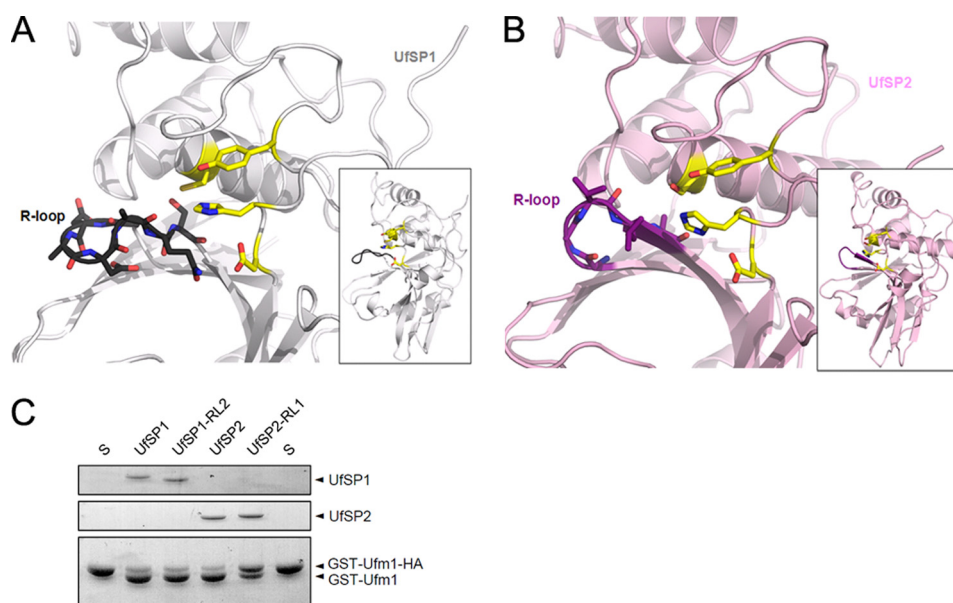 A
UfSP1
R-loop
B
UfSP2
R-loop
C
S
UfSP1
UfSP1-RL2
UfSP2
UfSP2-RL1
S
UfSP1
UfSP2
GST-Ufm1-HA
GST-Ufm1